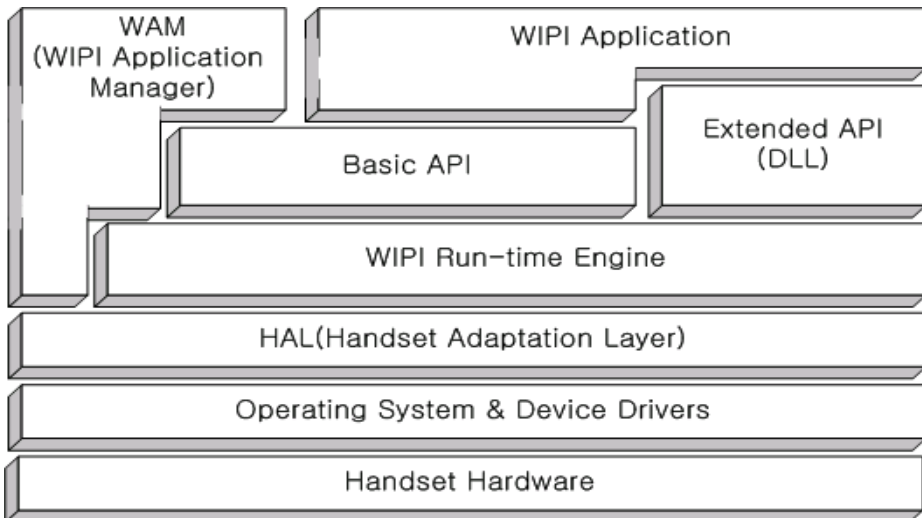 WAM
(WIPI Application
Manager)
WIPI Application
Extended API
(DLL)
Basic API
WIPI Run-time Engine
HAL(Handset Adaptation Layer)
Operating System & Device Drivers
Handset Hardware